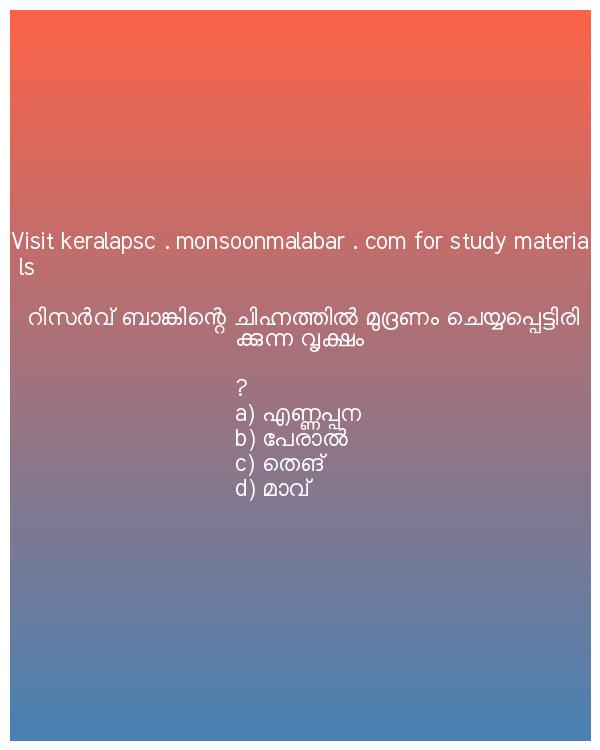 Visit keralapsc . monsoonmalabar . com for study materia
ls
റിസർവ് ബാങ്കിന്റെ ചിഹ്നത്തിൽ മുദ്രണം ചെയ്യപ്പെട്ടിരി
ക്കുന്ന വൃക്ഷം
?
a) എണ്ണപ്പന
b) പേരാൽ
c) തെങ്
d) മാവ്